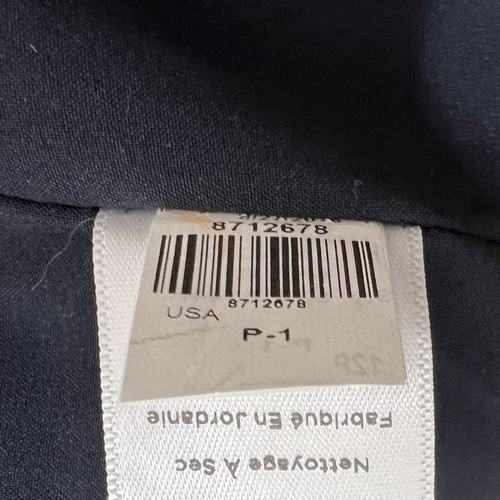 8712678
8712678
USA
P-1
Nettoyage À Sec
Fabriqué En Jordanie